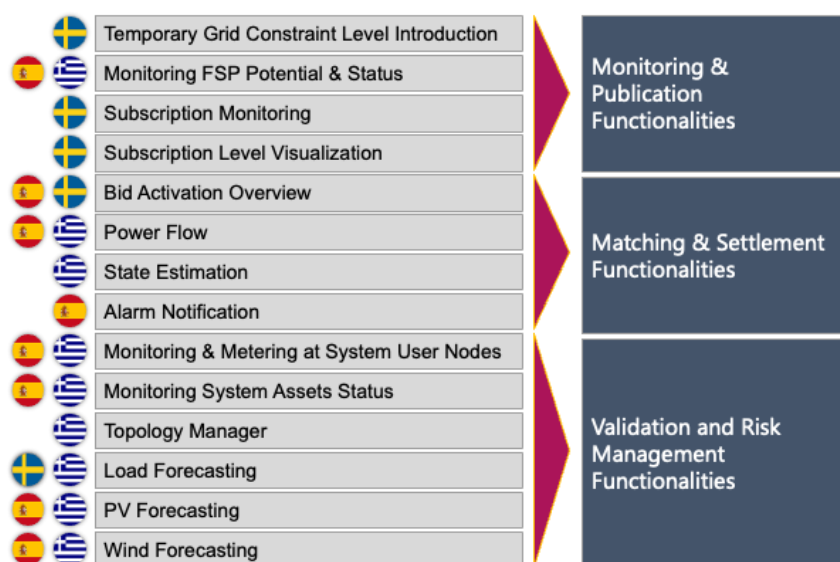 Temporary Grid Constraint Level Introduction
Monitoring FSP Potential & Status
Subscription Monitoring
Subscription Level Visualization
Bid Activation Overview
Power Flow
State Estimation
Alarm Notification
Monitoring & Metering at System User Nodes
Monitoring System Assets Status
Topology Manager
Load Forecasting
PV Forecasting
Wind Forecasting
Monitoring &
Publication
Functionalities
Matching & Settlement
Functionalities
Validation and Risk
Management
Functionalities